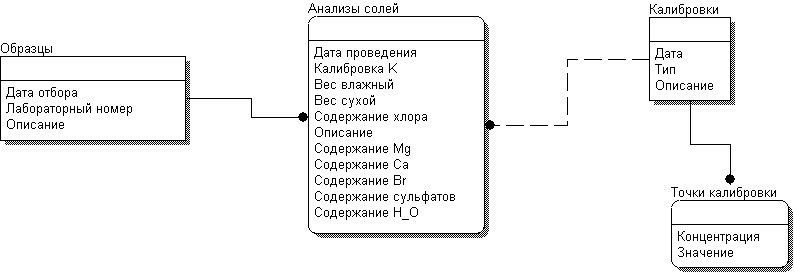 Образцы
Дата отбора
Лабораторный номер
Описание
Анализы солей
Дата проведения
Калибровка К
Вес влажный
Вес сухой
Содержание хлора
Описание
Содержание Mg
Содержание Ca
Содержание Br
Содержание сульфатов
Содержание H_O
Калибровки
Дата
Тип
Описание
Точки калибровки
Концентрация
Значение